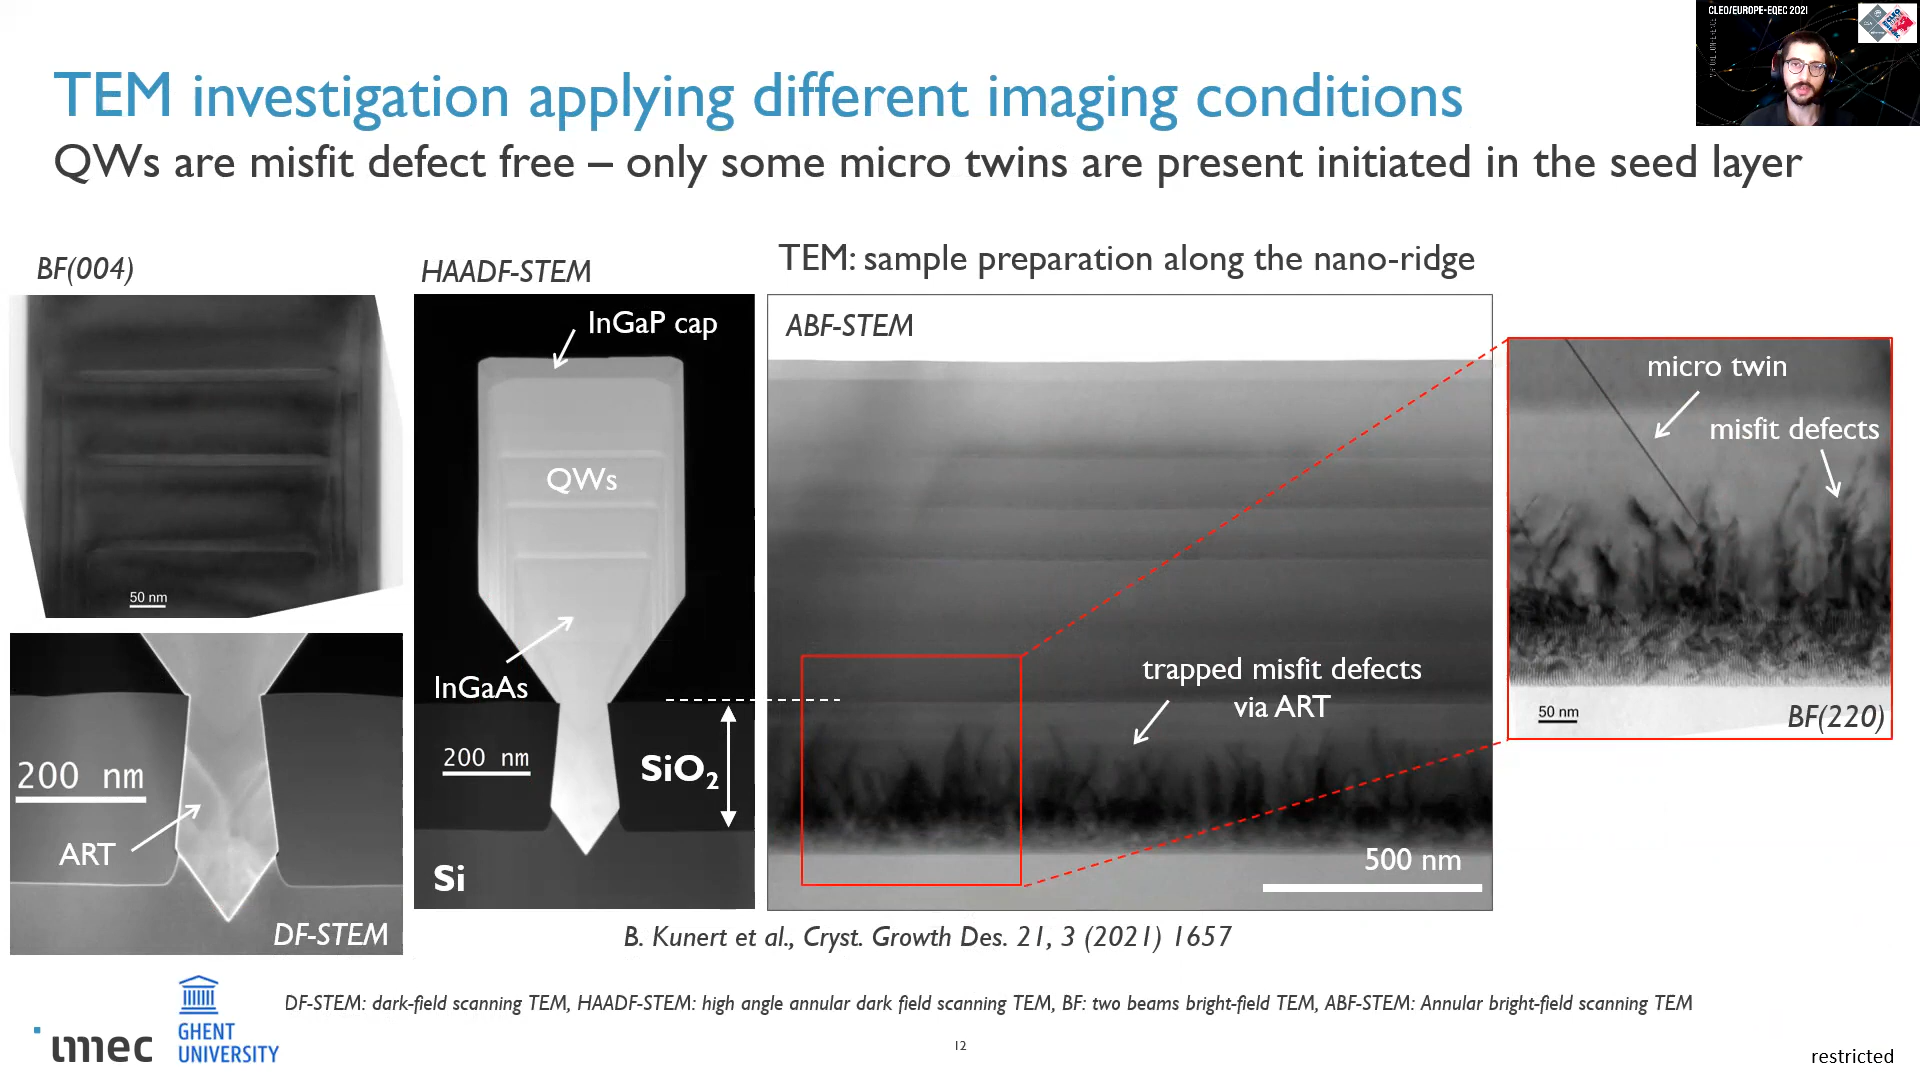 CLEO/EUROPE-EQEC 2021
TEM investigation applying different imaging conditions
QWs are misfit defect free – only some micro twins are present initiated in the seed layer
BF(004)
50 nm
200 nm
ART
DF-STEM
HAADF-STEM
InGaP cap
QWs
InGaAs
200 nm
SiO2
Si
TEM: sample preparation along the nano-ridge
ABF-STEM
trapped misfit defects
via ART
500 nm
micro twin
misfit defects
50 nm
BF(220)
B. Kunert et al., Cryst. Growth Des. 21, 3 (2021) 1657
DF-STEM: dark-field scanning TEM, HAADF-STEM: high angle annular dark field scanning TEM, BF: two beams bright-field TEM, ABF-STEM: Annular bright-field scanning TEM
imec
GHENT
UNIVERSITY
12
restricted